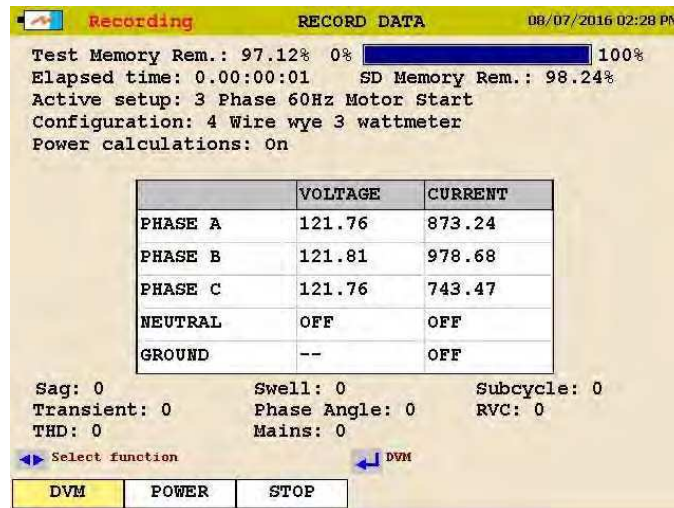 Recording RECORD DATA 08/07/2016 02:28 PM
Test Memory Rem.: 97.12% 0% 100%
Elapsed time: 0.00:00:01 SD Memory Rem.: 98.24%
Active setup: 3 Phase 60Hz Motor Start
Configuration: 4 Wire wye 3 wattmeter
Power calculations: On
VOLTAGE CURRENT
PHASE A 121.76 873.24
PHASE B 121.81 978.68
PHASE C 121.76 743.47
NEUTRAL OFF OFF
GROUND -- OFF
Sag: 0 Swell: 0 Subcycle: 0
Transient: 0 Phase Angle: 0 RVC: 0
THD: 0 Mains: 0
Select function DVM
DVM POWER STOP